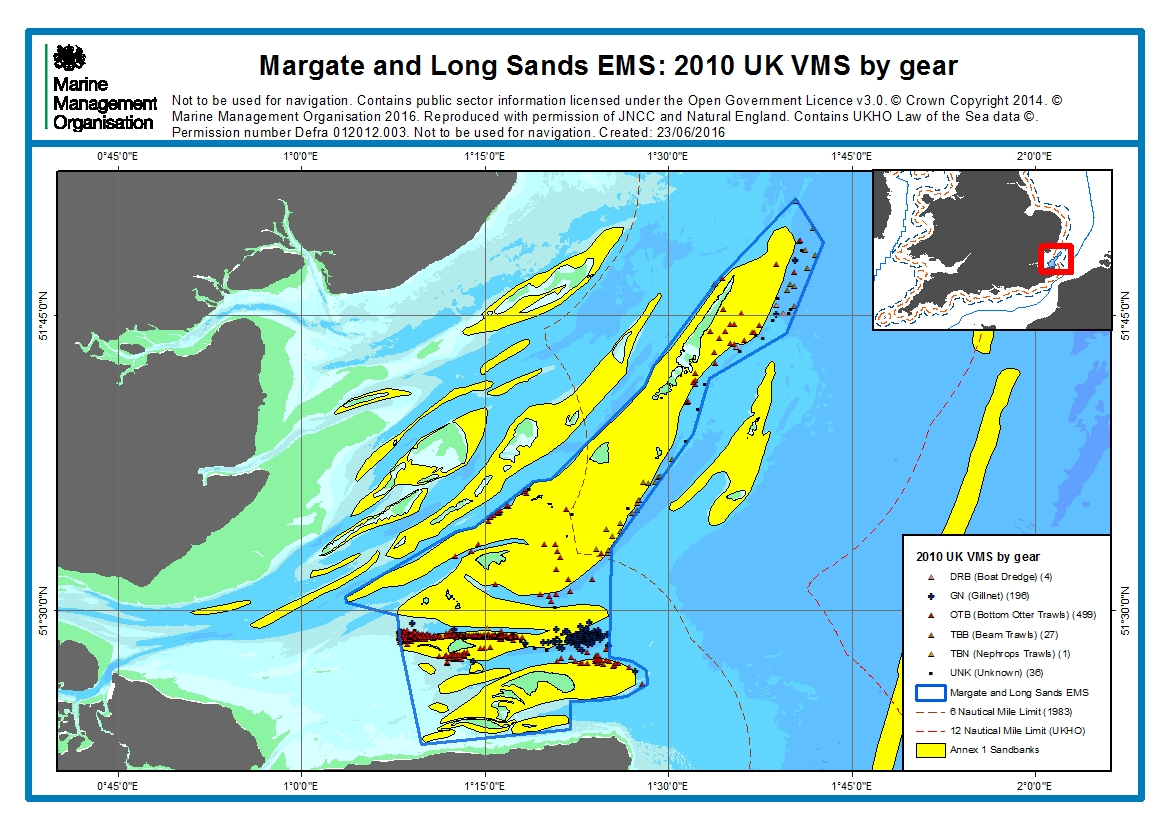 Marine
Management
Organisation
Margate and Long Sands EMS: 2010 UK VMS by gear
Not to be used for navigation. Contains public sector information licensed under the Open Government Licence v3.0. © Crown Copyright 2014. ©
Marine Management Organisation 2016. Reproduced with permission of JNCC and Natural England. Contains UKHO Law of the Sea data ©.
Permission number Defra 012012.003. Not to be used for navigation. Created: 23/06/2016
0°45'0"E 1°0'0"E 1°15'0"E 1°30'0"E 1°45'0"E 2°0'0"E
51°45'0"N
51°45'0"N
51°30'0"N
51°30'0"N
2010 UK VMS by gear
DRB (Boat Dredge) (4)
GN (Gillnet) (196)
OTB (Bottom Otter Trawls) (499)
TBB (Beam Trawls) (27)
TBN (Nephrops Trawls) (1)
UNK (Unknown) (36)
Margate and Long Sands EMS
6 Nautical Mile Limit (1983)
12 Nautical Mile Limit (UKHO)
Annex 1 Sandbanks
0°45'0"E 1°0'0"E 1°15'0"E 1°30'0"E 1°45'0"E 2°0'0"E